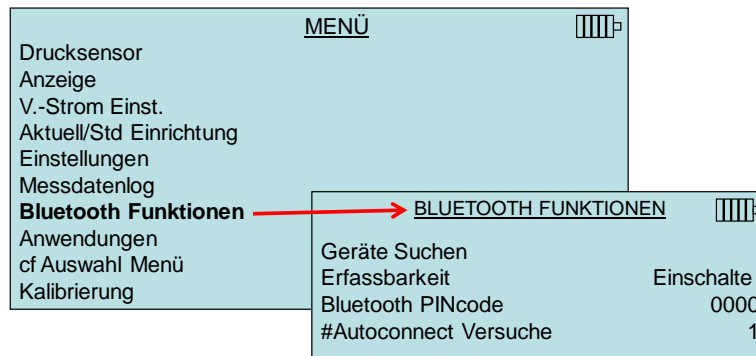 MENÜ
Drucksensor
Anzeige
V.-Strom Einst.
Aktuell/Std Einrichtung
Einstellungen
Messdatenlog
Bluetooth Funktionen
Anwendungen
cf Auswahl Menü
Kalibrierung
BLUETOOTH FUNKTIONEN
Geräte Suchen
Erfassbarkeit Einschalte
Bluetooth PINcode 0000
#Autoconnect Versuche 1